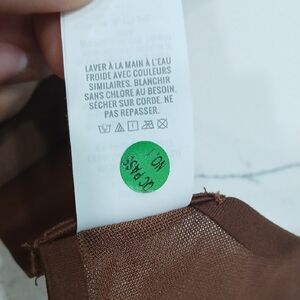 LAVER À LA MAIN À L'EAU
FROIDE AVEC COULEURS
SIMILAIRES. BLANCHIR
SANS CHLORE AU BESOIN.
SÉCHER SUR CORDE. NE
PAS REPASSER.
QC PASS
NO